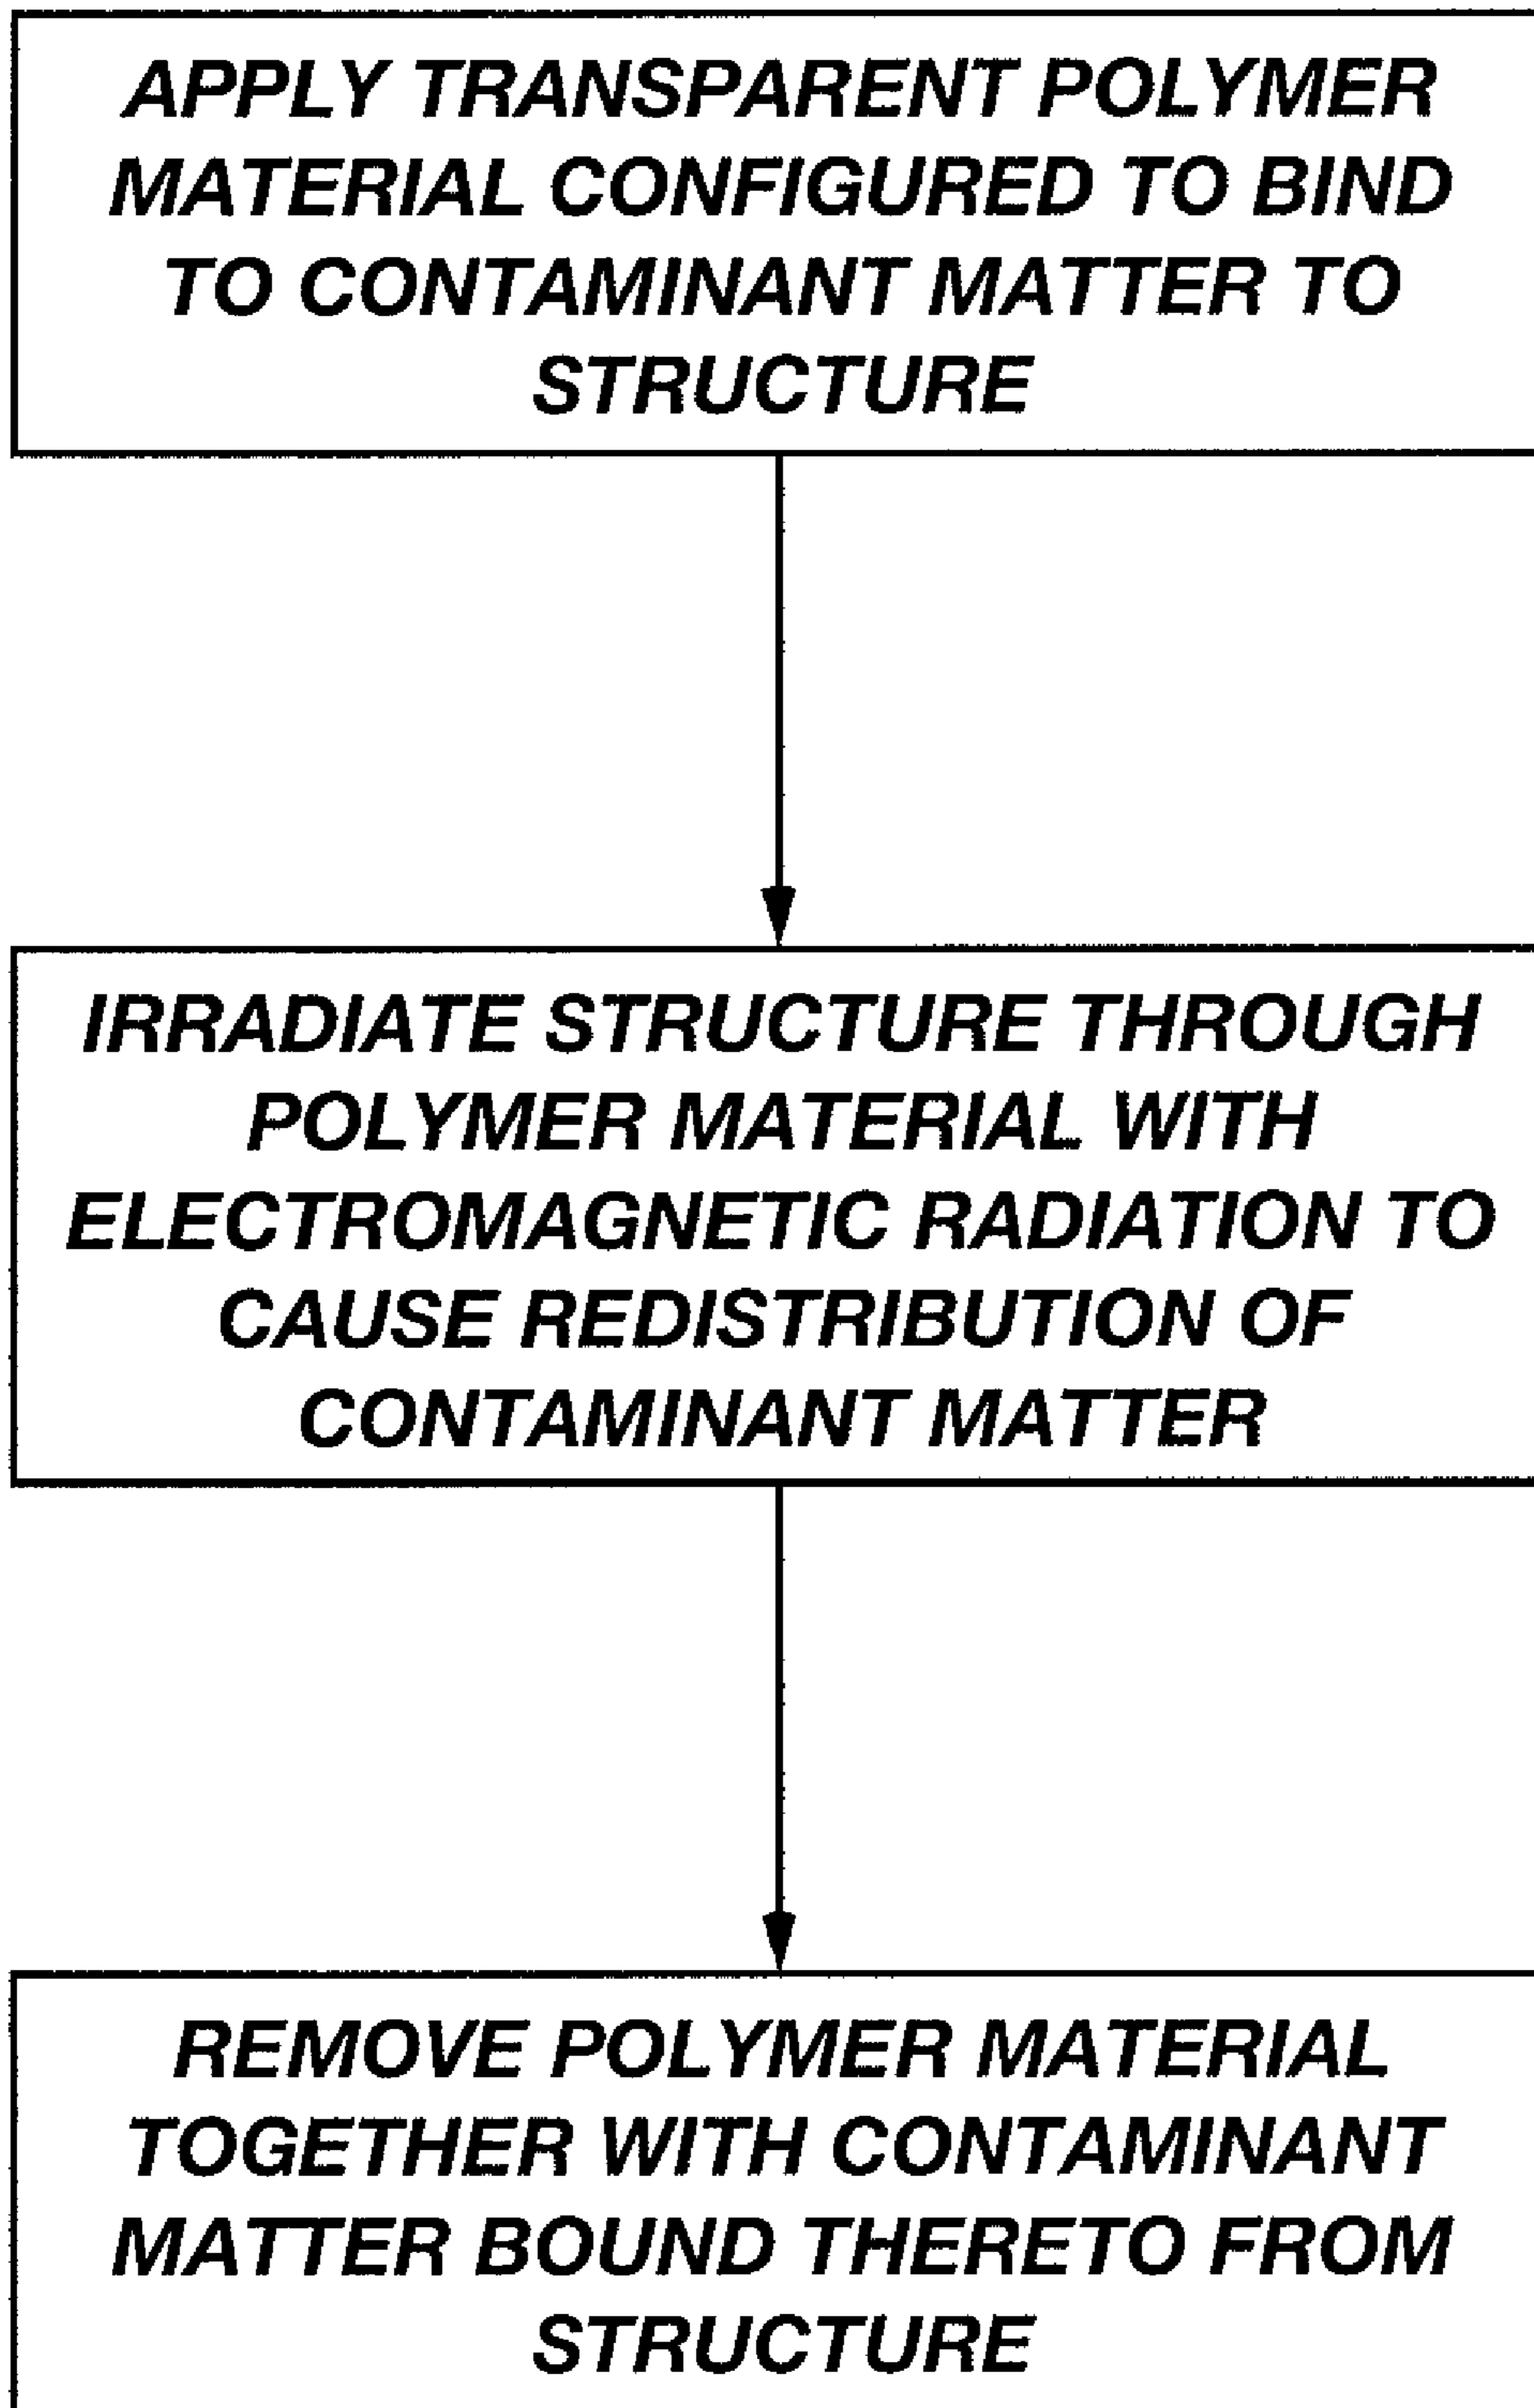 APPLY TRANSPARENT POLYMER
MATERIAL CONFIGURED TO BIND
TO CONTAMINANT MATTER TO
STRUCTURE
IRRADIATE STRUCTURE THROUGH
POLYMER MATERIAL WITH
ELECTROMAGNETIC RADIATION TO
CAUSE REDISTRIBUTION OF
CONTAMINANT MATTER
REMOVE POLYMER MATERIAL
TOGETHER WITH CONTAMINANT
MATTER BOUND THERETO FROM
STRUCTURE